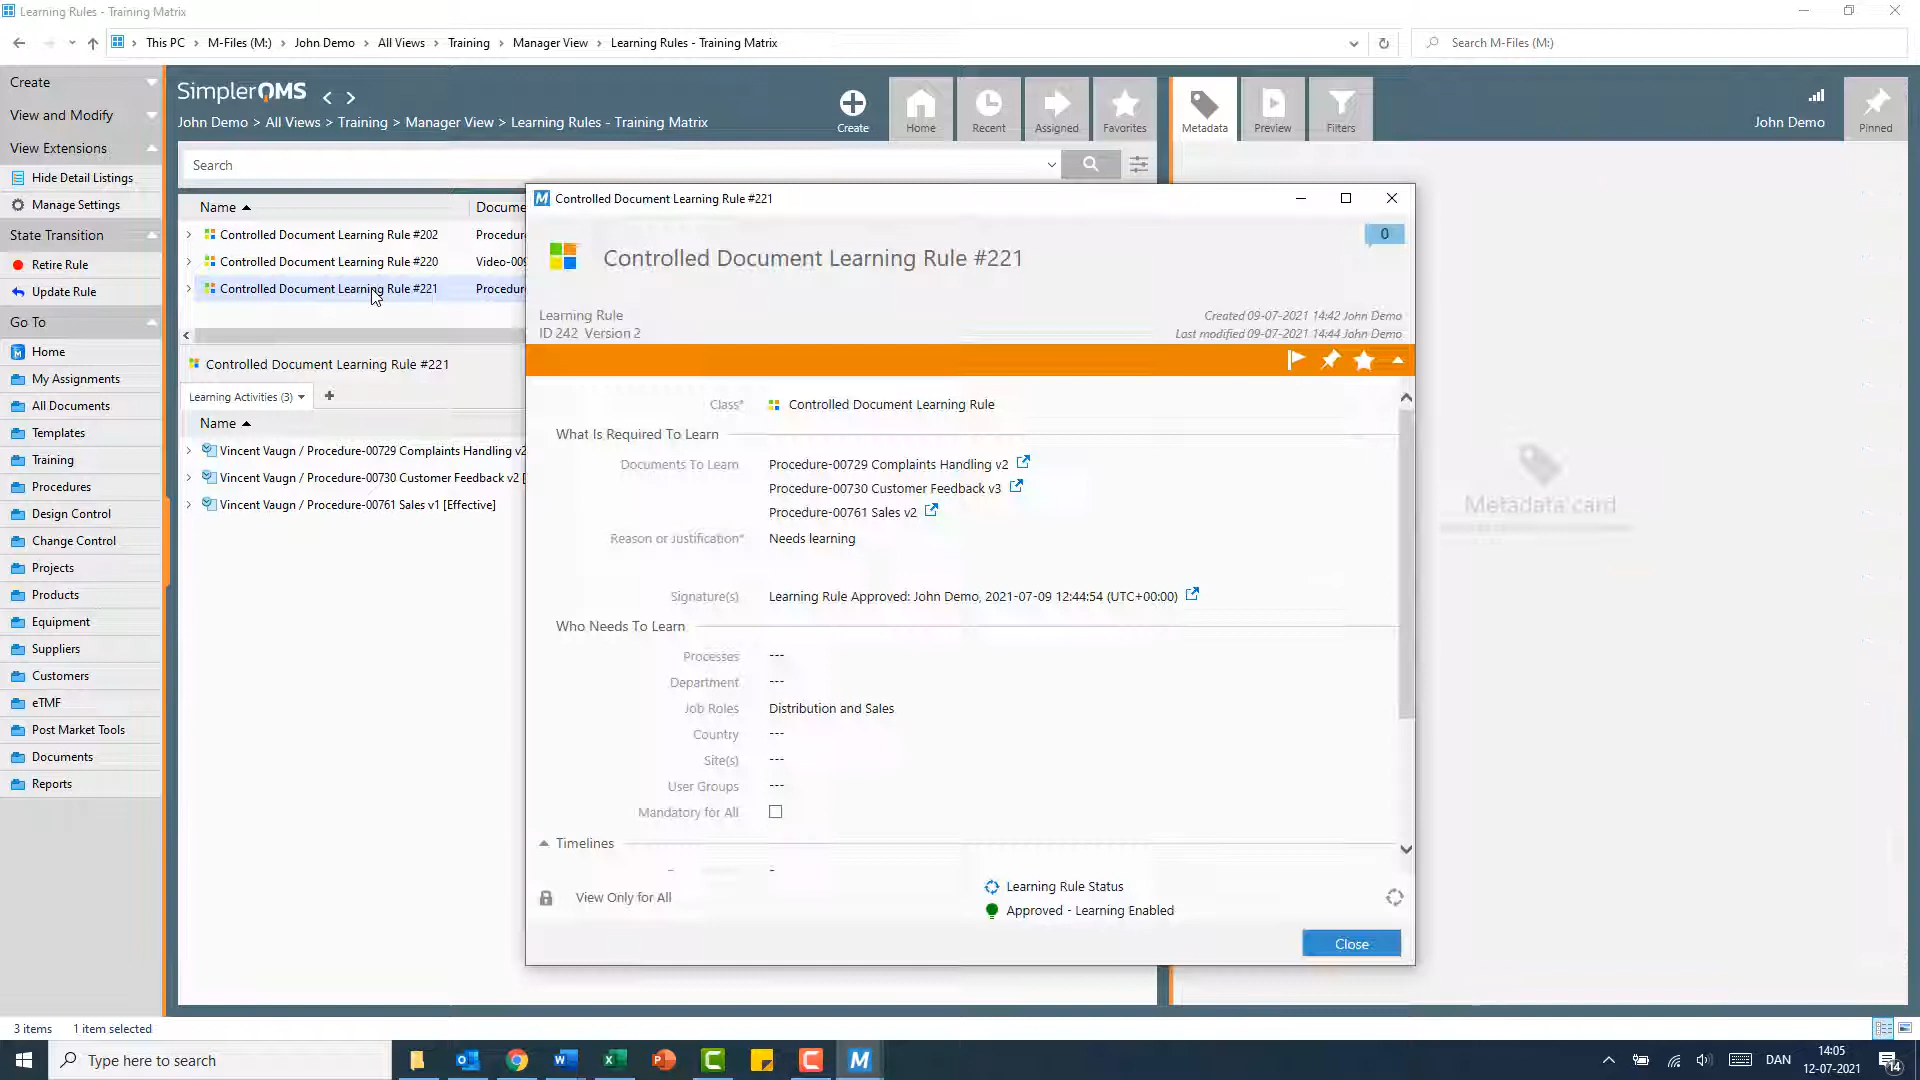 Learning Rules - Training Matrix
This PC > M-Files (M:) > John Demo > All Views > Training > Manager View > Learning Rules - Training Matrix
Search M-Files (M:)
Create
View and Modify
View Extensions
Hide Detail Listings
Manage Settings
State Transition
Retire Rule
Update Rule
Go To
Home
My Assignments
All Documents
Templates
Training
Procedures
Design Control
Change Control
Projects
Products
Equipment
Suppliers
Customers
eTMF
Post Market Tools
Documents
Reports
SimplerQMS
John Demo > All Views > Training > Manager View > Learning Rules - Training Matrix
Create
Home
Recent
Assigned
Favorites
Metadata
Preview
Filters
John Demo
Pinned
Search
Name
Docume
Controlled Document Learning Rule #202
Procedur
Controlled Document Learning Rule #220
Video-009
Controlled Document Learning Rule #221
Procedur
Controlled Document Learning Rule #221
Learning Activities (3)
Name
Vincent Vaugn / Procedure-00729 Complaints Handling v2
Vincent Vaugn / Procedure-00730 Customer Feedback v2 [
Vincent Vaugn / Procedure-00761 Sales v1 [Effective]
Controlled Document Learning Rule #221
0
Controlled Document Learning Rule #221
Learning Rule
ID 242 Version 2
Created 09-07-2021 14:42 John Demo
Last modified 09-07-2021 14:44 John Demo
Class* Controlled Document Learning Rule
What Is Required To Learn
Documents To Learn Procedure-00729 Complaints Handling v2
Procedure-00730 Customer Feedback v3
Procedure-00761 Sales v2
Reason or Justification* Needs learning
Signature(s) Learning Rule Approved: John Demo, 2021-07-09 12:44:54 (UTC+00:00)
Who Needs To Learn
Processes ---
Department ---
Job Roles Distribution and Sales
Country ---
Site(s) ---
User Groups ---
Mandatory for All
Timelines
View Only for All
Learning Rule Status
Approved - Learning Enabled
Close
Metadata card
3 items 1 item selected
Type here to search
DAN
14:05
12-07-2021
14